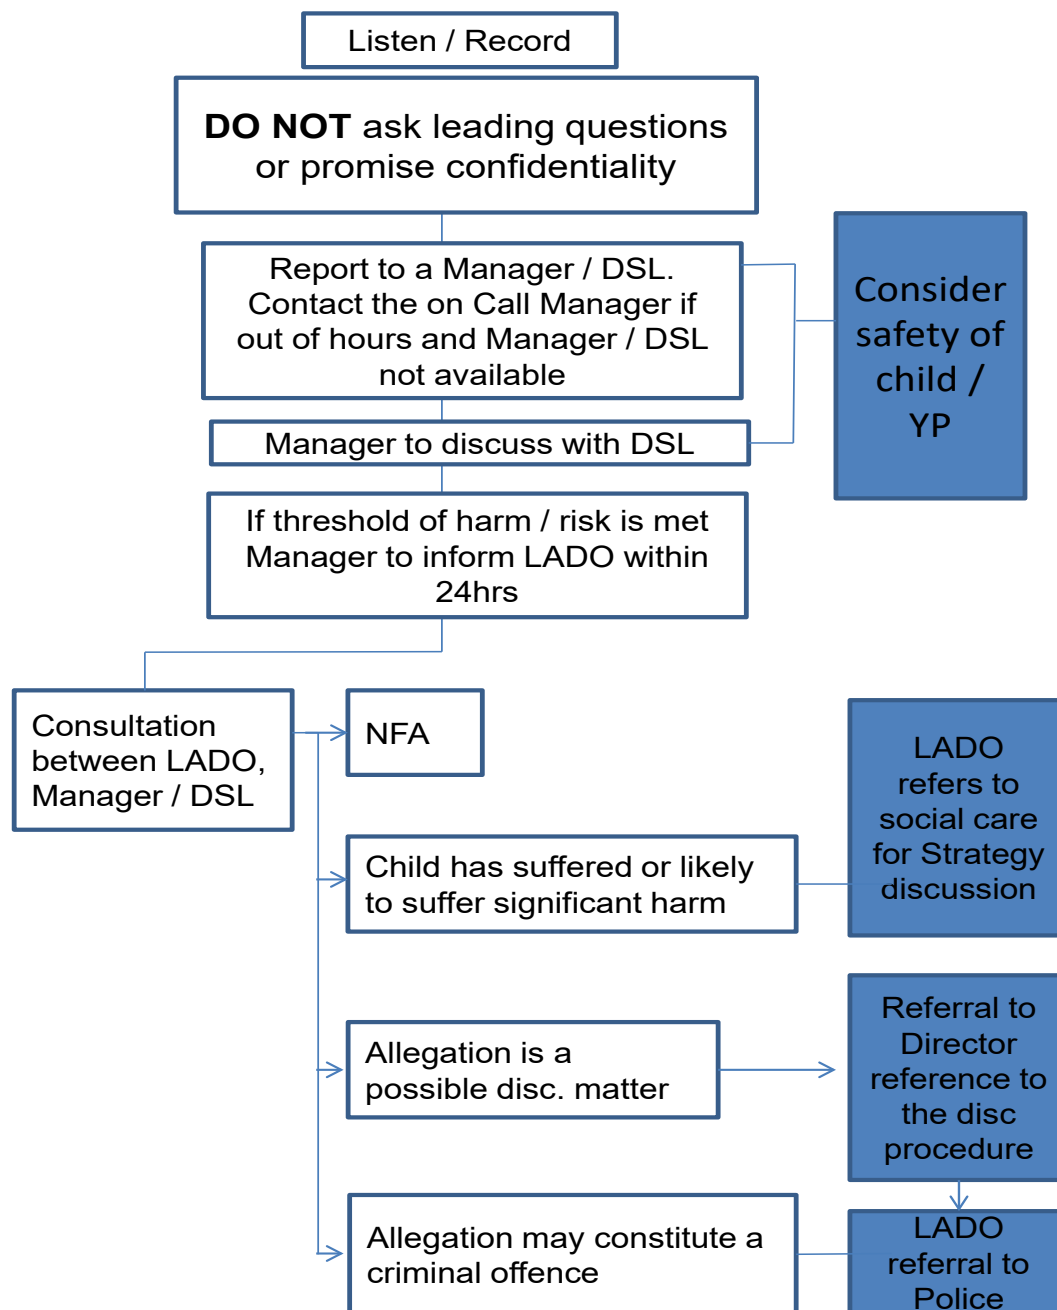 Listen / Record
DO NOT ask leading questions
or promise confidentiality
Report to a Manager / DSL.
Contact the on Call Manager if
out of hours and Manager / DSL
not available
Consider
safety of
child /
YP
Manager to discuss with DSL
If threshold of harm / risk is met
Manager to inform LADO within
24hrs
Consultation
between LADO,
Manager / DSL
NFA
Child has suffered or likely
to suffer significant harm
LADO
refers to
social care
for Strategy
discussion
Allegation is a
possible disc. matter
Referral to
Director
reference to
the disc
procedure
Allegation may constitute a
criminal offence
LADO
referral to
Police